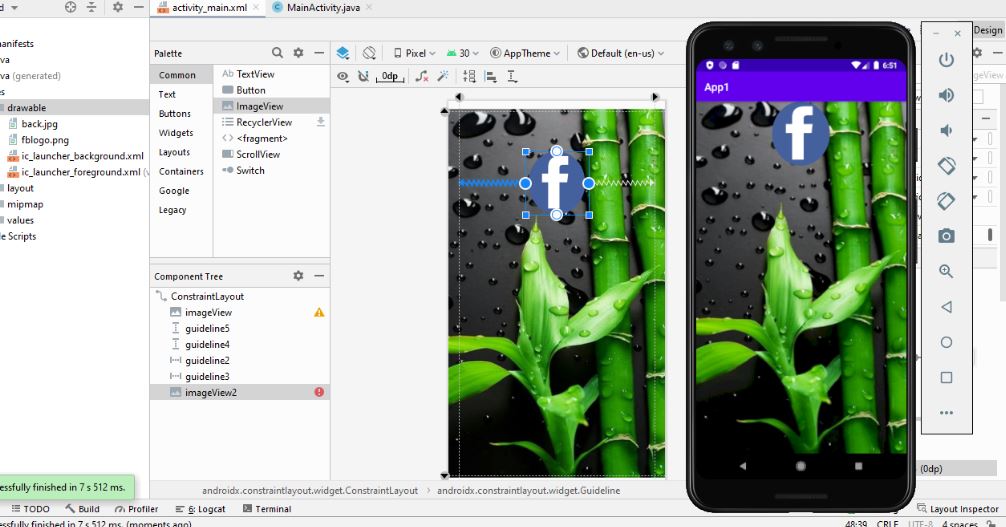 activity_main.xml
MainActivity.java
Design
anifests
va
va (generated)
es
drawable
back.jpg
fblogo.png
ic_launcher_background.xml
ic_launcher_foreground.xml (v
layout
mipmap
values
le Scripts
Palette
Common
Text
Buttons
Widgets
Layouts
Containers
Google
Legacy
Ab TextView
Button
ImageView
RecyclerView
<> <fragment>
ScrollView
Switch
Pixel
30
AppTheme
Default (en-us)
0dp
Component Tree
ConstraintLayout
imageView
guideline5
guideline4
guideline2
guideline3
imageView2
6:51
App1
f
f
(0dp)
essfully finished in 7 s 512 ms.
androidx.constraintlayout.widget.ConstraintLayout > androidx.constraintlayout.widget.Guideline
TODO
Build
Profiler
6: Logcat
Terminal
Layout Inspector
ssfully finished in 7 s 512 ms. (moments ago)
48:39 CRLF UTF-8 4 spaces